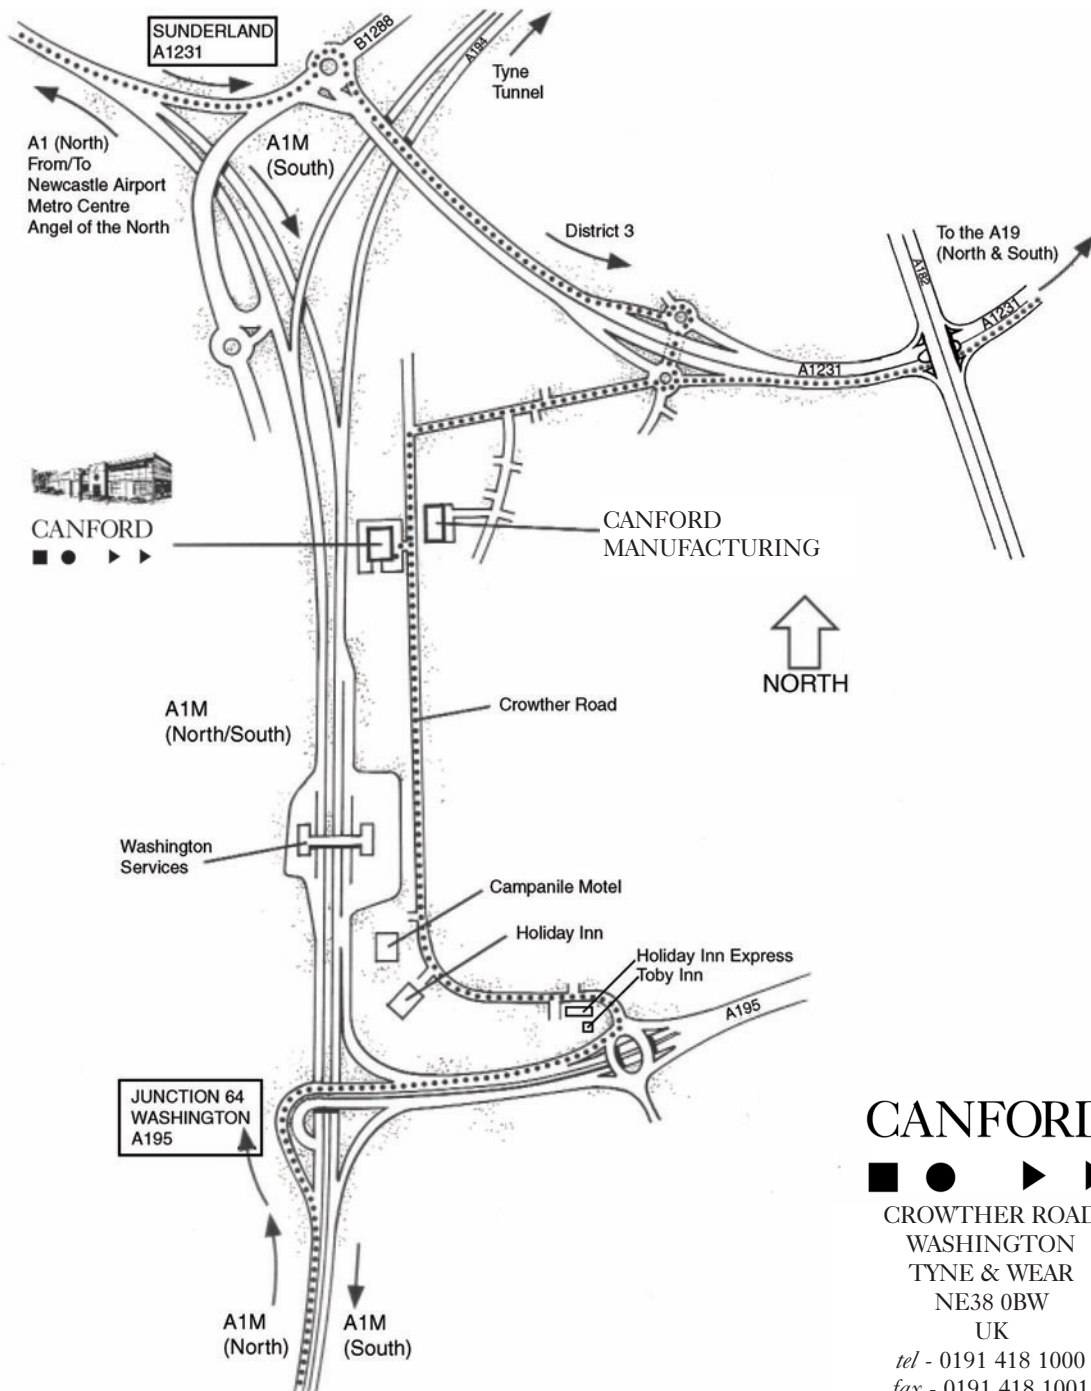 SUNDERLAND
A1231
B1288
A194
Tyne
Tunnel
A1 (North)
From/To
Newcastle Airport
Metro Centre
Angel of the North
A1M
(South)
District 3
To the A19
(North & South)
A182
A1231
A1231
CANFORD
CANFORD
MANUFACTURING
NORTH
Crowther Road
A1M
(North/South)
Washington
Services
Campanile Motel
Holiday Inn
Holiday Inn Express
Toby Inn
A195
JUNCTION 64
WASHINGTON
A195
A1M
(North)
A1M
(South)
CANFORD
CROWTHER ROAD
WASHINGTON
TYNE & WEAR
NE38 0BW
UK
tel - 0191 418 1000
fax - 0191 418 1001